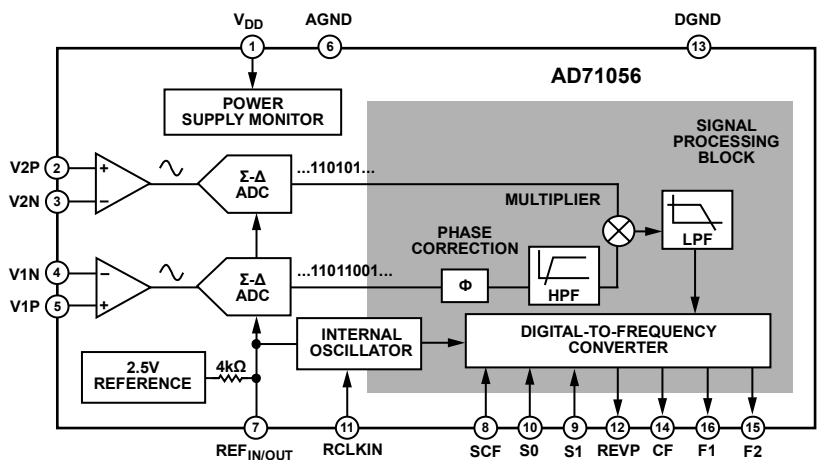 V_DD AGND DGND
1 6 13
AD71056
POWER
SUPPLY MONITOR
SIGNAL
PROCESSING
BLOCK
V2P 2 + Σ-Δ
ADC ...110101...
V2N 3 −
MULTIPLIER
LPF
PHASE
CORRECTION
V1N 4 − Σ-Δ
ADC ...11011001...
V1P 5 +
Φ
HPF
INTERNAL
OSCILLATOR
DIGITAL-TO-FREQUENCY
CONVERTER
2.5V
REFERENCE
4kΩ
7 11 8 10 9 12 14 16 15
REF_IN/OUT RCLKIN SCF S0 S1 REVP CF F1 F2